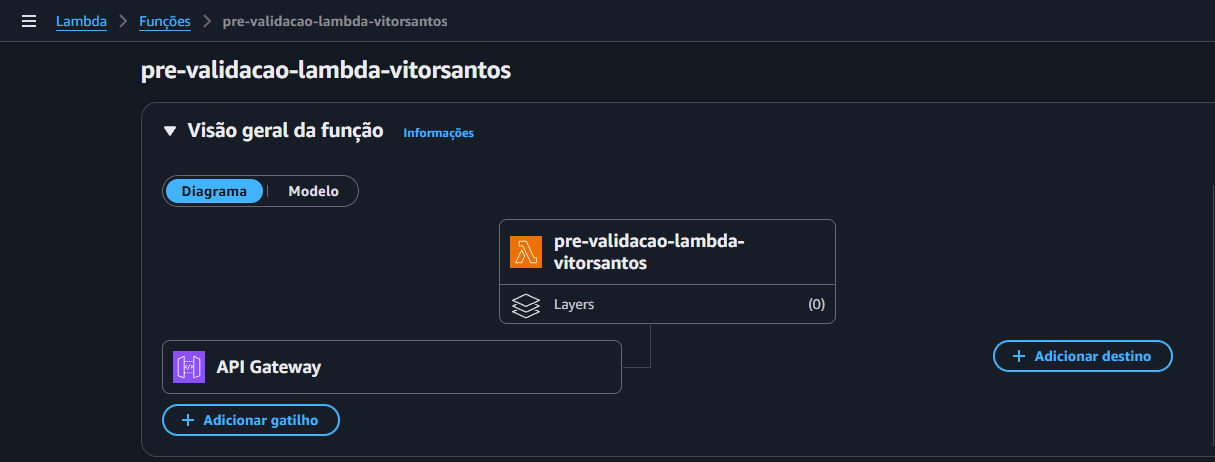 Lambda > Funções > pre-validacao-lambda-vitorsantos
pre-validacao-lambda-vitorsantos
Visão geral da função Informações
Diagrama | Modelo
pre-validacao-lambda-
vitorsantos
Layers (0)
API Gateway
+ Adicionar destino
+ Adicionar gatilho